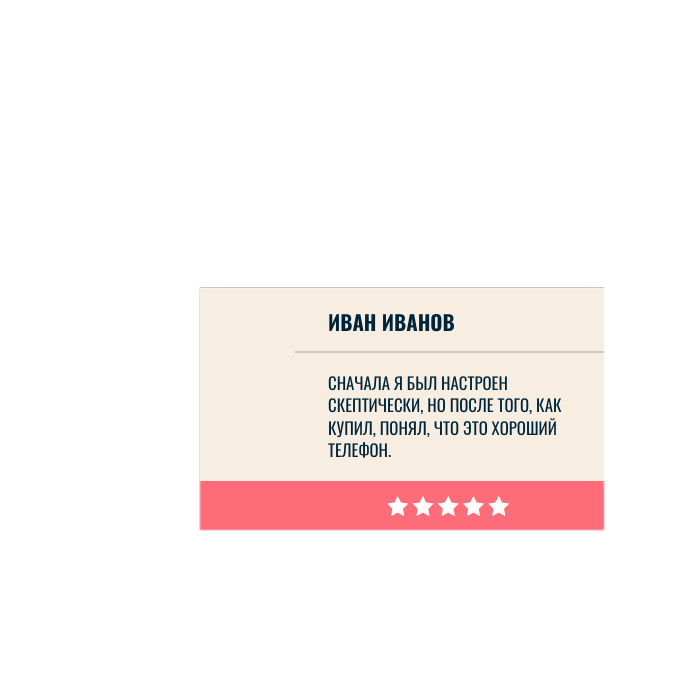 ИВАН ИВАНОВ
СНАЧАЛА Я БЫЛ НАСТРОЕН
СКЕПТИЧЕСКИ, НО ПОСЛЕ ТОГО, КАК
КУПИЛ, ПОНЯЛ, ЧТО ЭТО ХОРОШИЙ
ТЕЛЕФОН.